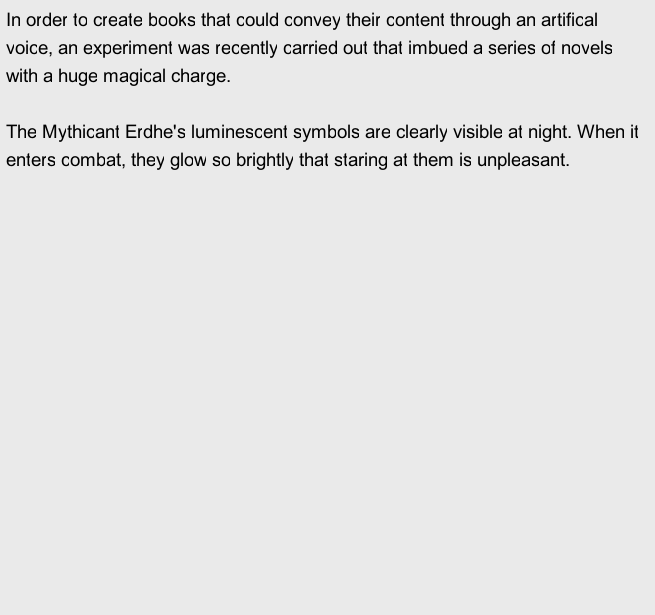 In order to create books that could convey their content through an artifical
voice, an experiment was recently carried out that imbued a series of novels
with a huge magical charge.
The Mythicant Erdhe's luminescent symbols are clearly visible at night. When it
enters combat, they glow so brightly that staring at them is unpleasant.